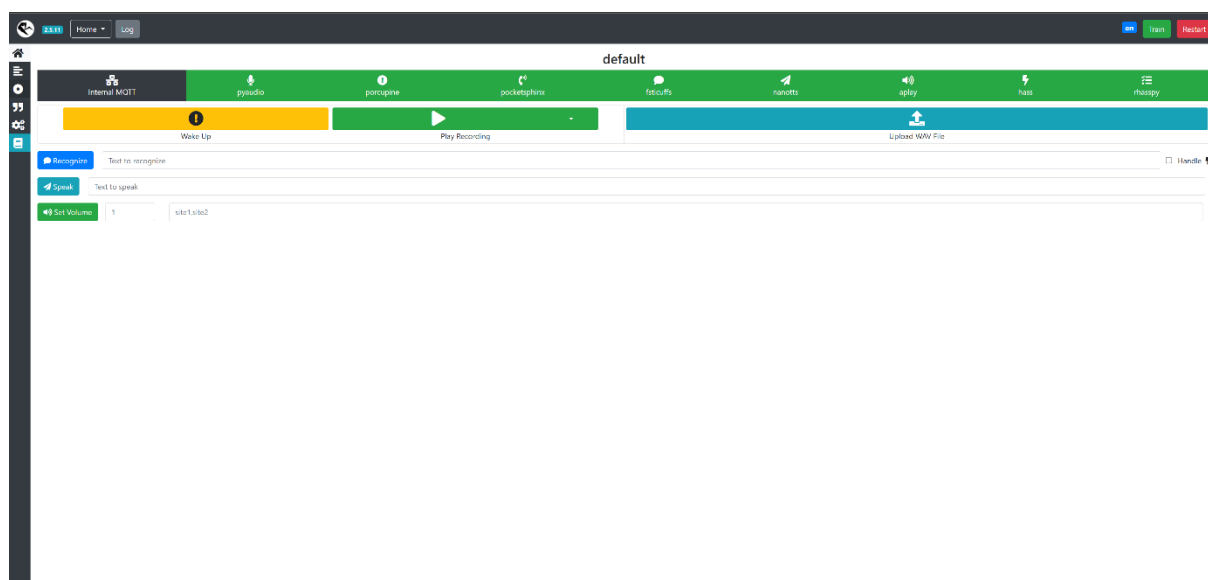 2.5.11 Home Log en Train Restart
default
Internal MQTT pyaudio porcupine pocketsphinx fsticuffs nanotts aplay hass rhasspy
Wake Up Play Recording Upload WAV File
Recognize Text to recognize Handle
Speak Text to speak
Set Volume 1 site1,site2